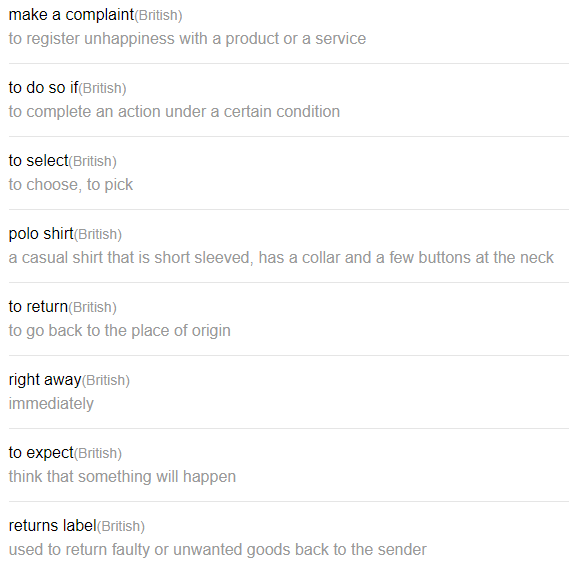 make a complaint(British)
to register unhappiness with a product or a service
to do so if(British)
to complete an action under a certain condition
to select(British)
to choose, to pick
polo shirt(British)
a casual shirt that is short sleeved, has a collar and a few buttons at the neck
to return(British)
to go back to the place of origin
right away(British)
immediately
to expect(British)
think that something will happen
returns label(British)
used to return faulty or unwanted goods back to the sender